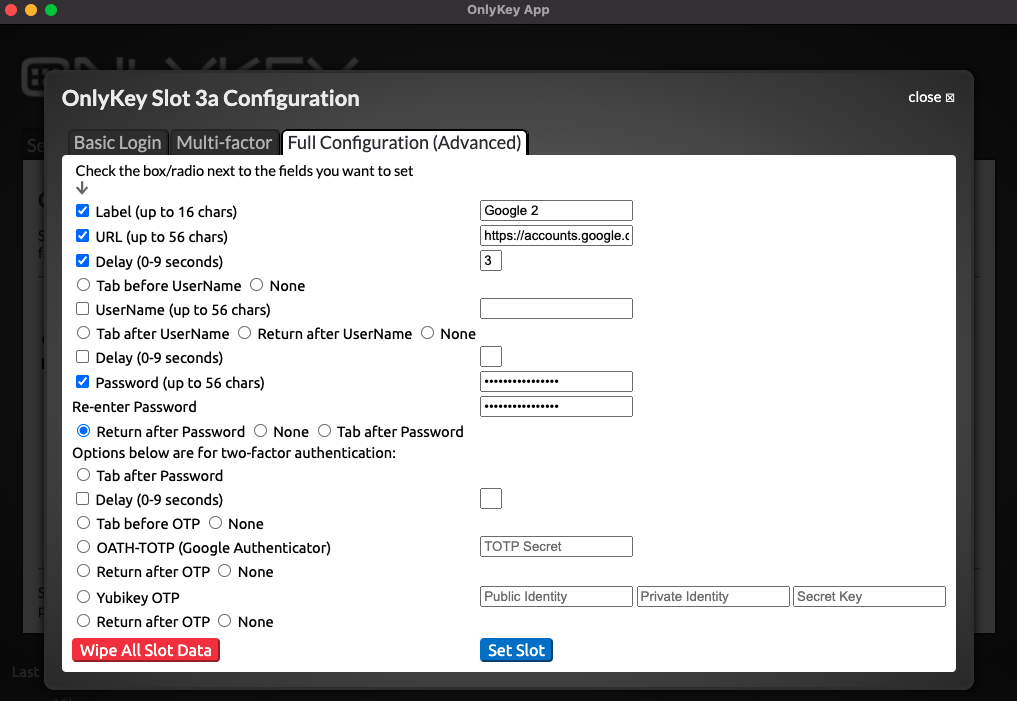 OnlyKey App
OnlyKey Slot 3a Configuration
close ⊠
Basic Login Multi-factor Full Configuration (Advanced)
Check the box/radio next to the fields you want to set
↓
Label (up to 16 chars) Google 2
URL (up to 56 chars) https://accounts.google.c
Delay (0-9 seconds) 3
Tab before UserName None
UserName (up to 56 chars)
Tab after UserName Return after UserName None
Delay (0-9 seconds)
Password (up to 56 chars) ••••••••••••••••
Re-enter Password ••••••••••••••••
Return after Password None Tab after Password
Options below are for two-factor authentication:
Tab after Password
Delay (0-9 seconds)
Tab before OTP None
OATH-TOTP (Google Authenticator) TOTP Secret
Return after OTP None
Yubikey OTP Public Identity Private Identity Secret Key
Return after OTP None
Wipe All Slot Data Set Slot
Last